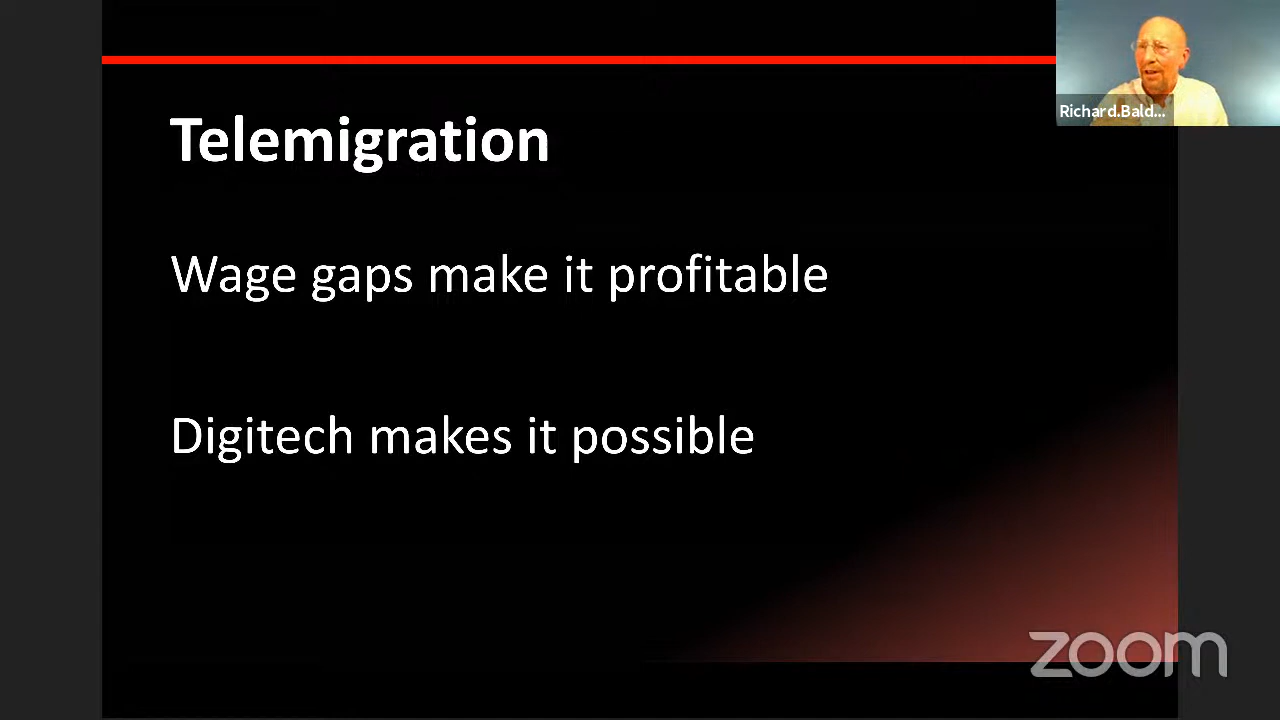 Telemigration
Richard.Bald...
Wage gaps make it profitable
Digitech makes it possible
zoom